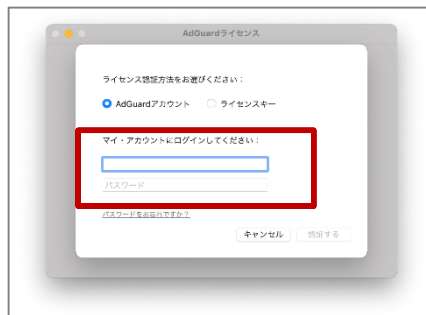 AdGuardライセンス
ライセンス認証方法をお選びください：
AdGuardアカウント ライセンスキー
マイ・アカウントにログインしてください：
パスワード
パスワードをお忘れですか？
キャンセル 認証する